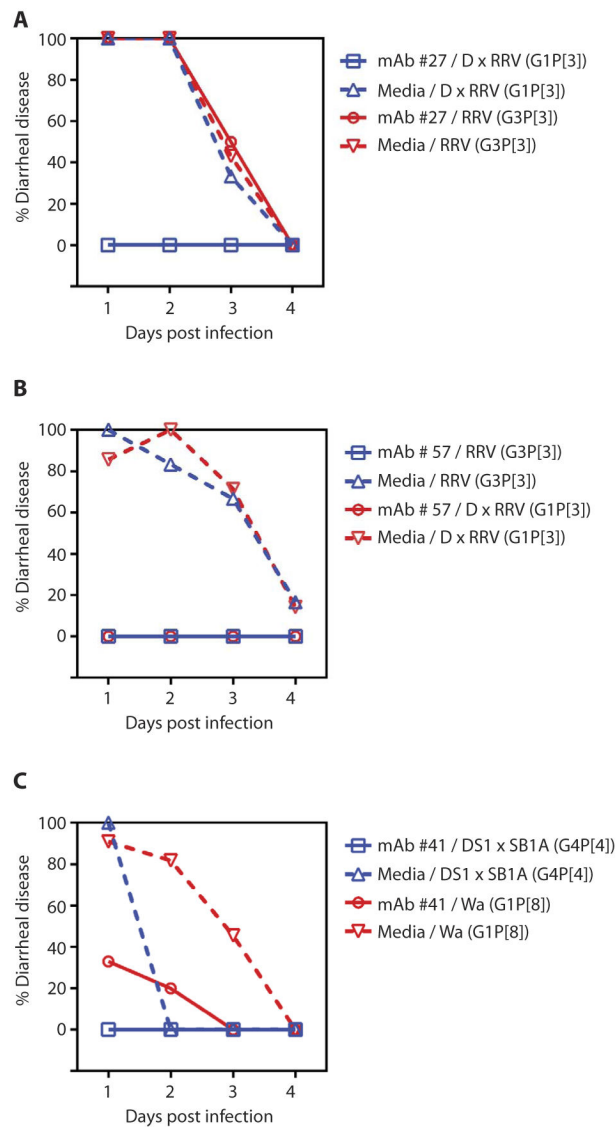 A
100
80
60
40
20
0
% Diarrheal disease
1 2 3 4
Days post infection
mAb #27 / D x RRV (G1P[3])
Media / D x RRV (G1P[3])
mAb #27 / RRV (G3P[3])
Media / RRV (G3P[3])
B
100
80
60
40
20
0
% Diarrheal disease
1 2 3 4
Days post infection
mAb # 57 / RRV (G3P[3])
Media / RRV (G3P[3])
mAb # 57 / D x RRV (G1P[3])
Media / D x RRV (G1P[3])
C
100
80
60
40
20
0
% Diarrheal disease
1 2 3 4
Days post infection
mAb #41 / DS1 x SB1A (G4P[4])
Media / DS1 x SB1A (G4P[4])
mAb #41 / Wa (G1P[8])
Media / Wa (G1P[8])